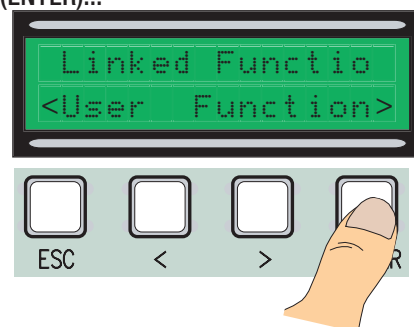 (ENTER)...
Linked Functio
<User Function>
ESC < > R